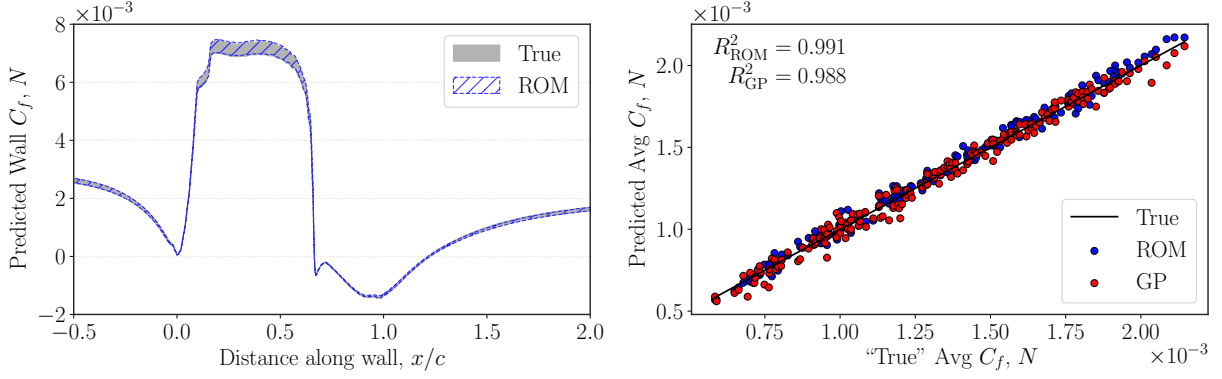 ×10⁻³
8
6
4
2
0
−2
Predicted Wall C_f, N
True
ROM
−0.5
0.0
0.5
1.0
1.5
2.0
Distance along wall, x/c
×10⁻³
2.0
1.5
1.0
0.5
Predicted Avg C_f, N
R²_ROM = 0.991
R²_GP = 0.988
True
ROM
GP
0.75
1.00
1.25
1.50
1.75
2.00
“True” Avg C_f, N
×10⁻³